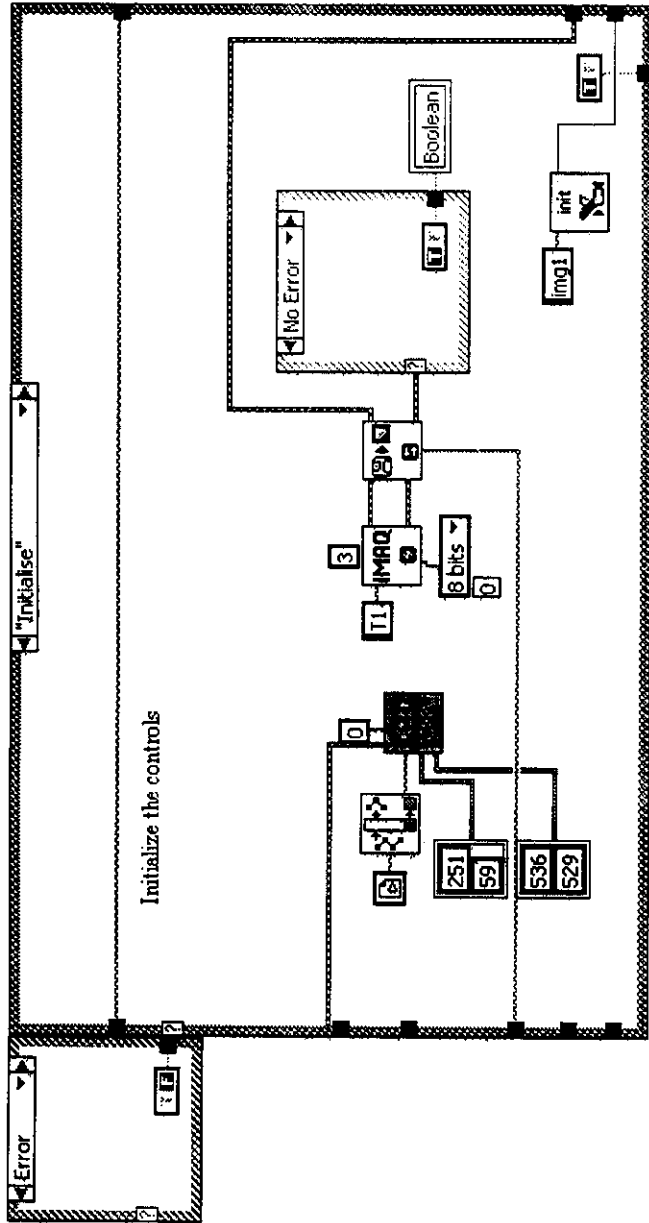 Error
?
F
?
"Initialise"
Initialize the controls
0
251
59
536
529
T1
3
IMAQ
8 bits
0
?
No Error
T
Boolean
img1
init
T